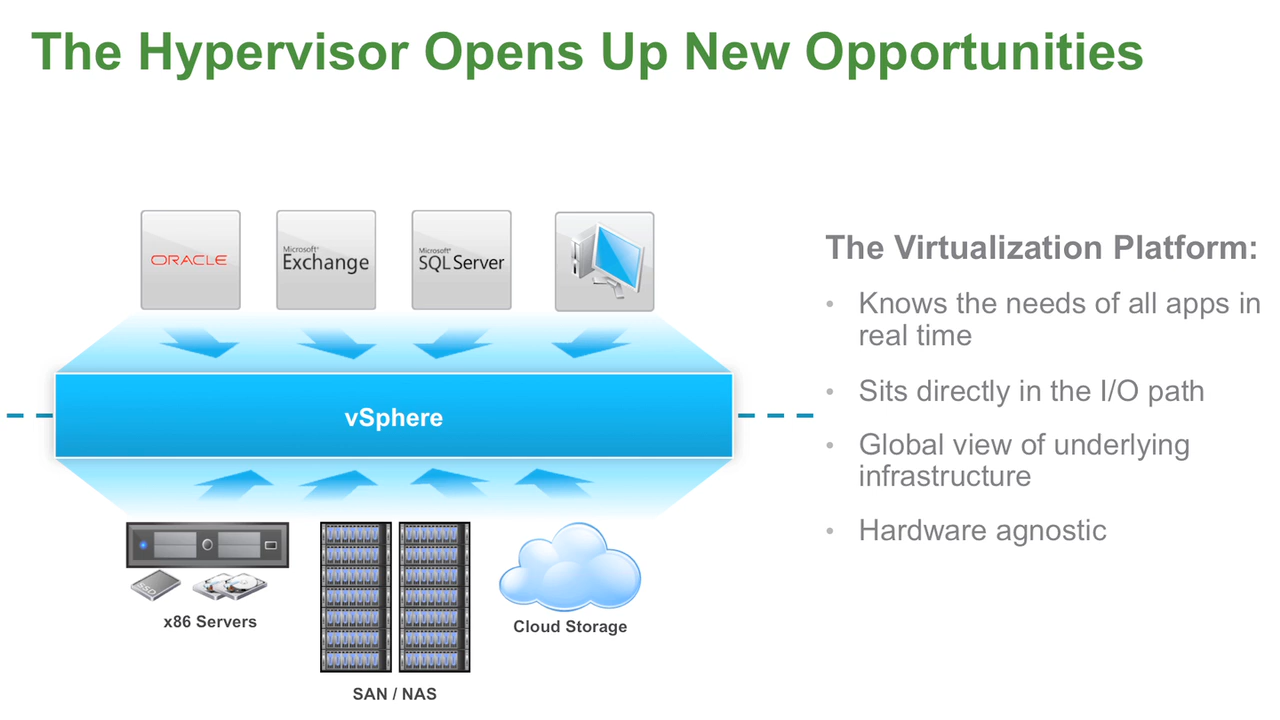 The Hypervisor Opens Up New Opportunities
ORACLE
Microsoft®
Exchange
Microsoft®
SQL Server
vSphere
SSD
x86 Servers
SAN / NAS
Cloud Storage
The Virtualization Platform:
• Knows the needs of all apps in
real time
• Sits directly in the I/O path
• Global view of underlying
infrastructure
• Hardware agnostic